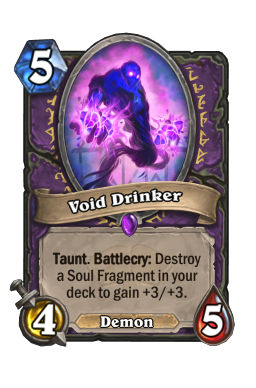 5
Void Drinker
Taunt. Battlecry: Destroy
a Soul Fragment in your
deck to gain +3/+3.
4
Demon
5